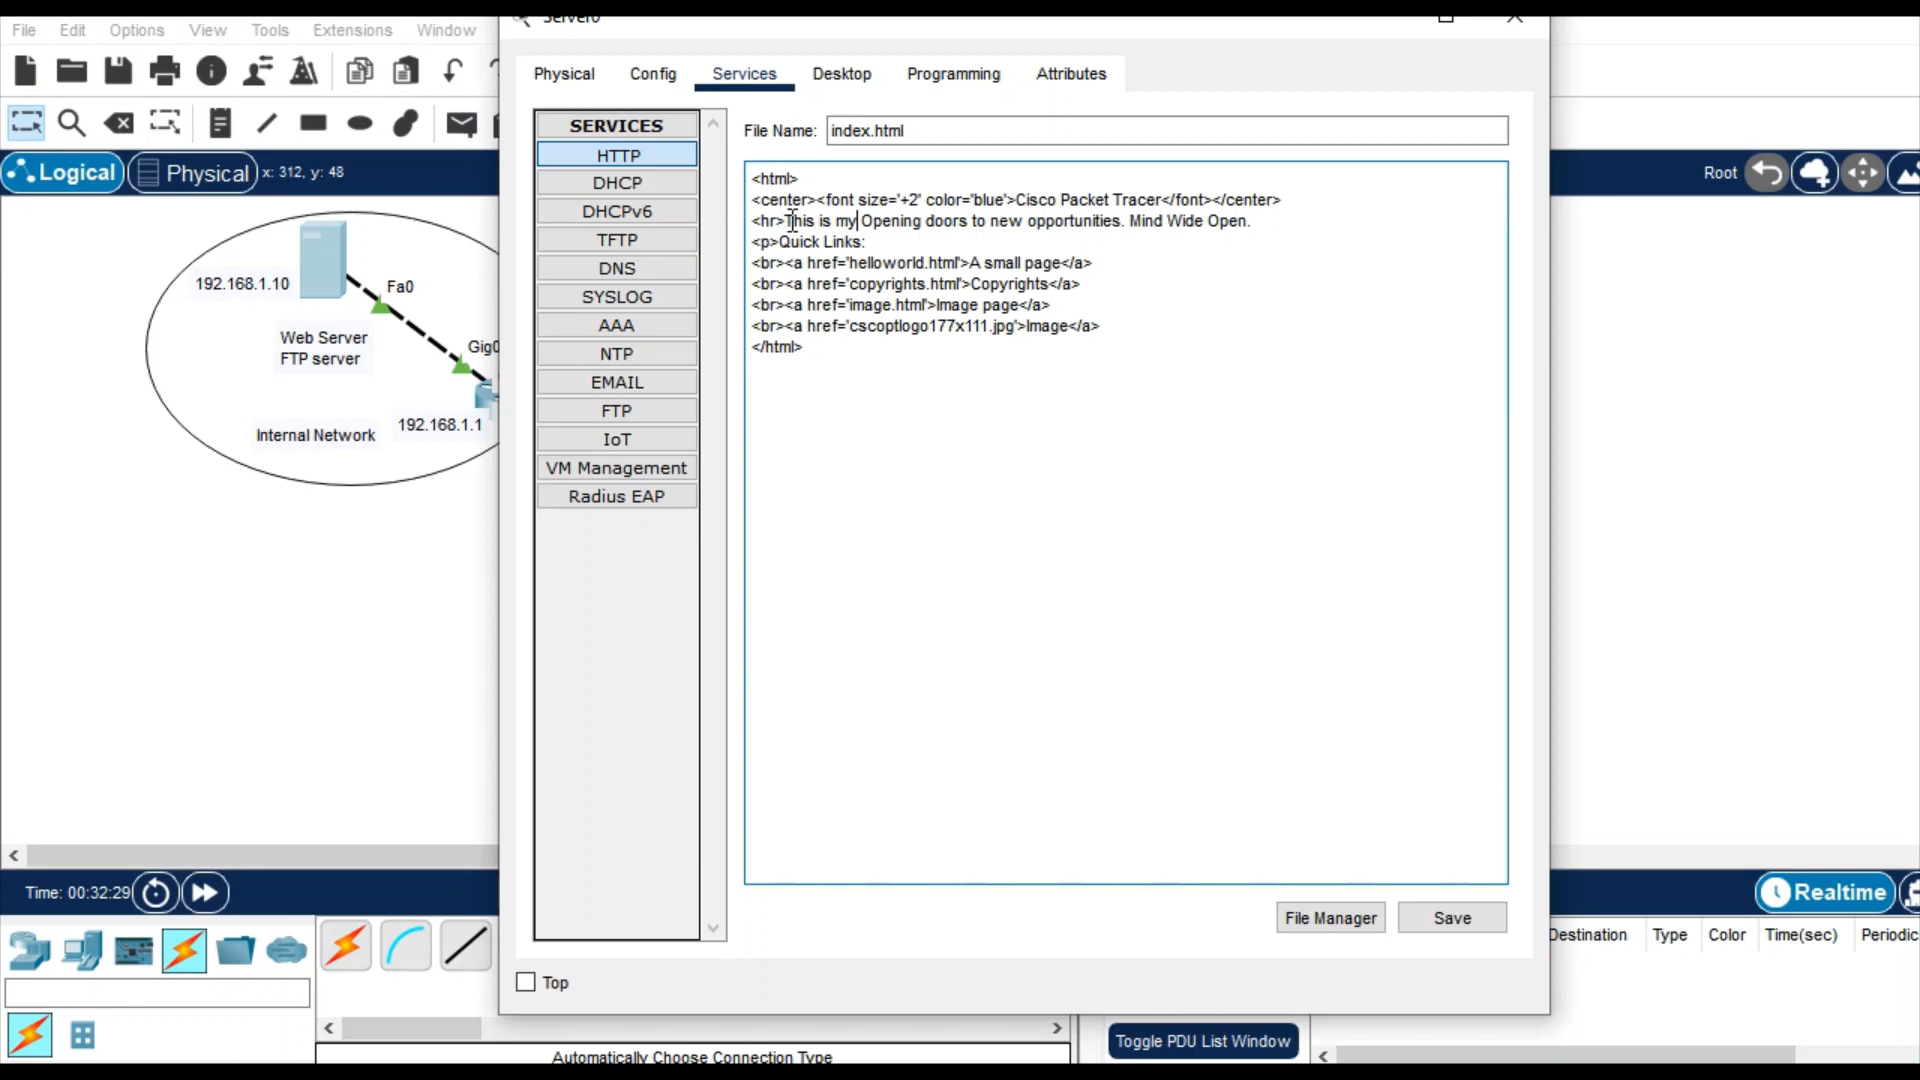 Server0
File Edit Options View Tools Extensions Window
Physical Config Services Desktop Programming Attributes
Logical Physical x: 312, y: 48
Root
SERVICES
HTTP
DHCP
DHCPv6
TFTP
DNS
SYSLOG
AAA
NTP
EMAIL
FTP
IoT
VM Management
Radius EAP
File Name: index.html
<html>
<center><font size='+2' color='blue'>Cisco Packet Tracer</font></center>
<hr>This is my Opening doors to new opportunities. Mind Wide Open.
<p>Quick Links:
<br><a href='helloworld.html'>A small page</a>
<br><a href='copyrights.html'>Copyrights</a>
<br><a href='image.html'>Image page</a>
<br><a href='cscoptlogo177x111.jpg'>Image</a>
</html>
192.168.1.10
Fa0
Web Server
FTP server
Gig0
192.168.1.1
Internal Network
File Manager Save
Top
Time: 00:32:29
Realtime
Destination Type Color Time(sec) Periodic
Toggle PDU List Window
Automatically Choose Connection Type